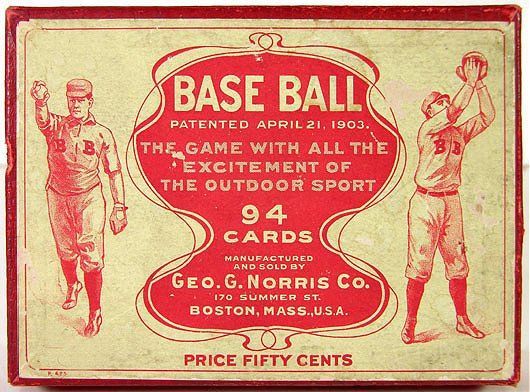 BASE BALL
PATENTED APRIL 21, 1903.
THE GAME WITH ALL THE
EXCITEMENT OF
THE OUTDOOR SPORT
94
CARDS
MANUFACTURED
AND SOLD BY
GEO. G. NORRIS CO.
170 SUMMER ST.
BOSTON, MASS., U.S.A.
PRICE FIFTY CENTS
B B
B B